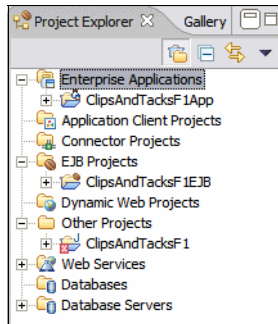 Project Explorer Gallery
Enterprise Applications
ClipsAndTacksF1App
Application Client Projects
Connector Projects
EJB Projects
ClipsAndTacksF1EJB
Dynamic Web Projects
Other Projects
ClipsAndTacksF1
Web Services
Databases
Database Servers